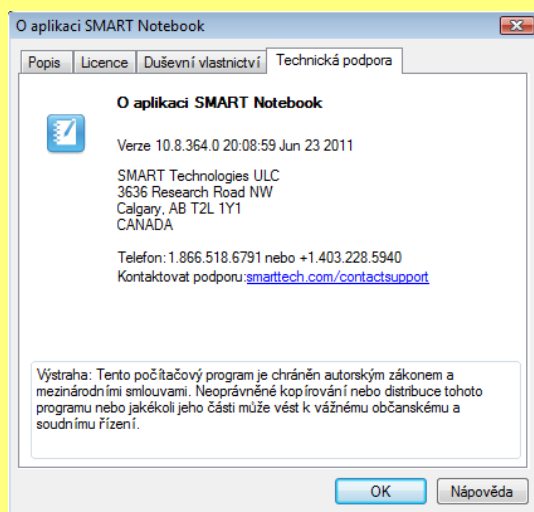 O aplikaci SMART Notebook
Popis Licence Duševní vlastnictví Technická podpora
O aplikaci SMART Notebook
Verze 10.8.364.0 20:08:59 Jun 23 2011
SMART Technologies ULC
3636 Research Road NW
Calgary, AB T2L 1Y1
CANADA
Telefon: 1.866.518.6791 nebo +1.403.228.5940
Kontaktovat podporu:smarttech.com/contactsupport
Výstraha: Tento počítačový program je chráněn autorským zákonem a
mezinárodními smlouvami. Neoprávněné kopírování nebo distribuce tohoto
programu nebo jakékoli jeho části může vést k vážnému občanskému a
soudnímu řízení.
OK Nápověda